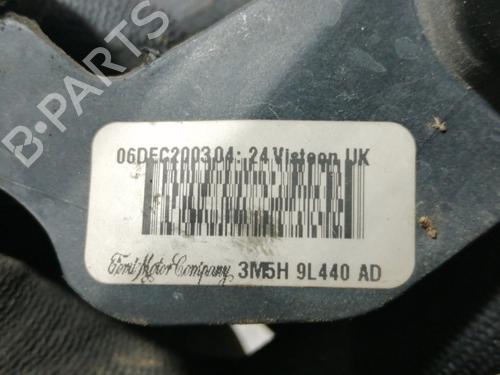 B-PARTS
06DEC2003 04: 24 Visteon UK
Ford Motor Company 3M5H 9L440 AD